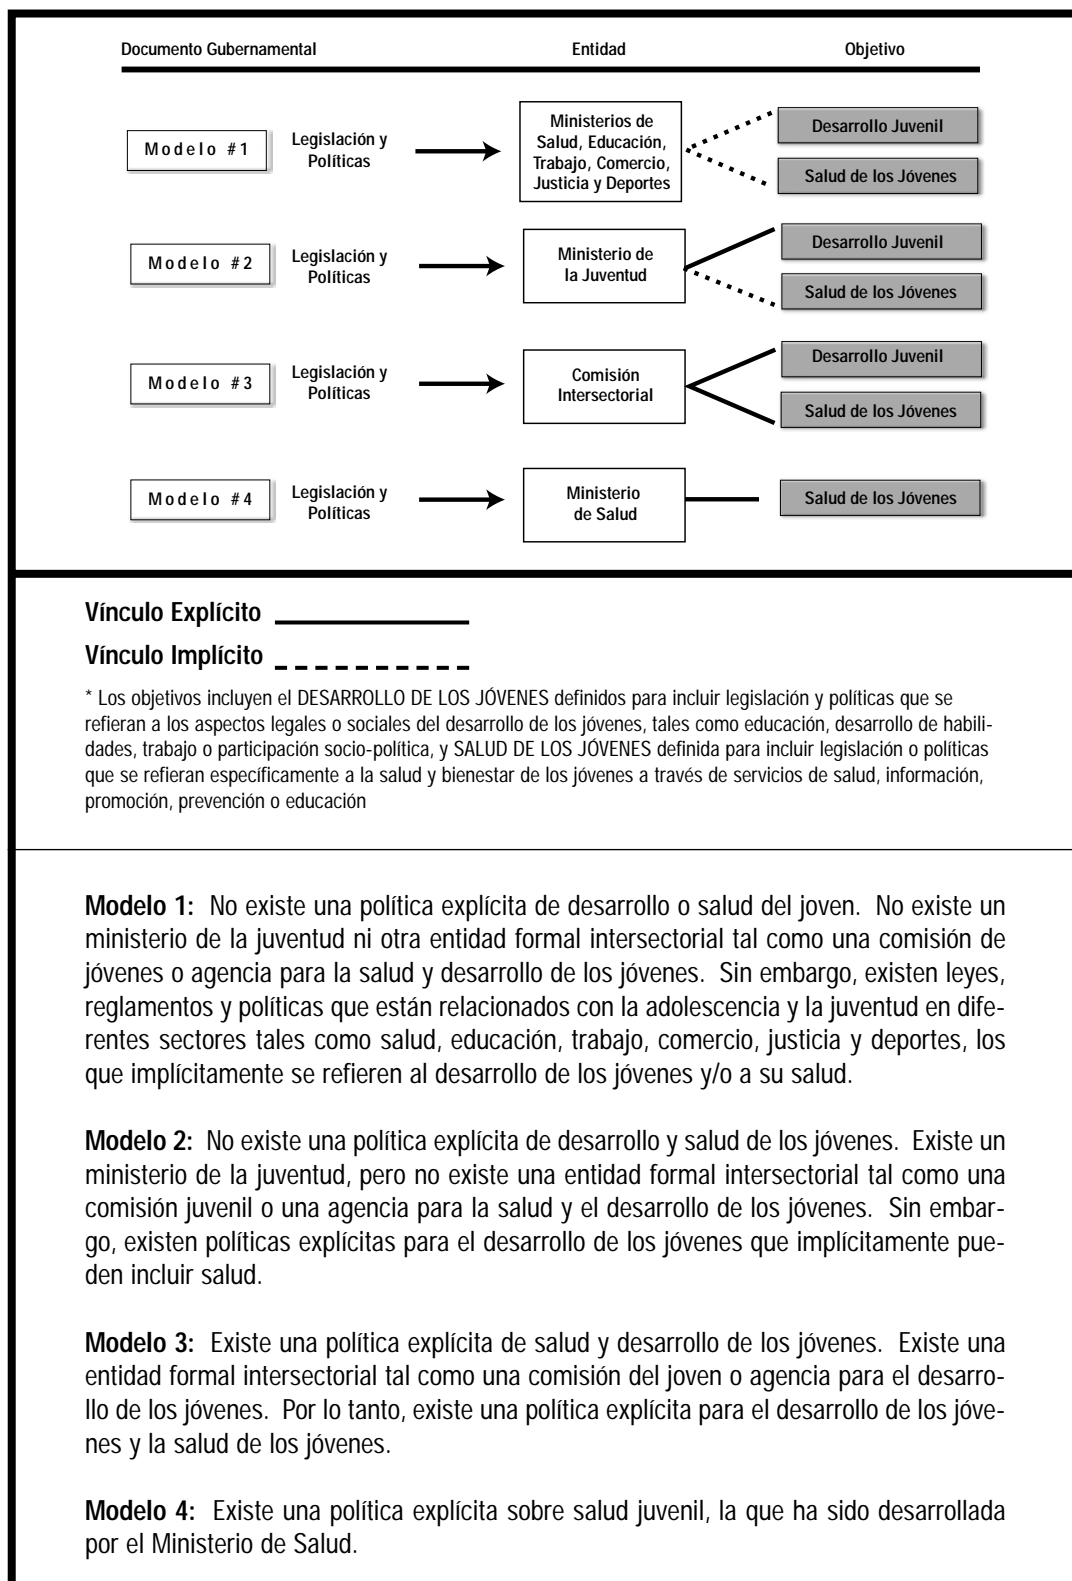 Documento Gubernamental Entidad Objetivo
Modelo #1
Legislación y
Políticas
Ministerios de
Salud, Educación,
Trabajo, Comercio,
Justicia y Deportes
Desarrollo Juvenil
Salud de los Jóvenes
Modelo #2
Legislación y
Políticas
Ministerio de
la Juventud
Desarrollo Juvenil
Salud de los Jóvenes
Modelo #3
Legislación y
Políticas
Comisión
Intersectorial
Desarrollo Juvenil
Salud de los Jóvenes
Modelo #4
Legislación y
Políticas
Ministerio
de Salud
Salud de los Jóvenes
Vínculo Explícito
Vínculo Implícito
* Los objetivos incluyen el DESARROLLO DE LOS JÓVENES definidos para incluir legislación y políticas que se
refieran a los aspectos legales o sociales del desarrollo de los jóvenes, tales como educación, desarrollo de habili-
dades, trabajo o participación socio-política, y SALUD DE LOS JÓVENES definida para incluir legislación o políticas
que se refieran específicamente a la salud y bienestar de los jóvenes a través de servicios de salud, información,
promoción, prevención o educación
Modelo 1: No existe una política explícita de desarrollo o salud del joven. No existe un
ministerio de la juventud ni otra entidad formal intersectorial tal como una comisión de
jóvenes o agencia para la salud y desarrollo de los jóvenes. Sin embargo, existen leyes,
reglamentos y políticas que están relacionados con la adolescencia y la juventud en dife-
rentes sectores tales como salud, educación, trabajo, comercio, justicia y deportes, los
que implícitamente se refieren al desarrollo de los jóvenes y/o a su salud.
Modelo 2: No existe una política explícita de desarrollo y salud de los jóvenes. Existe un
ministerio de la juventud, pero no existe una entidad formal intersectorial tal como una
comisión juvenil o una agencia para la salud y el desarrollo de los jóvenes. Sin embar-
go, existen políticas explícitas para el desarrollo de los jóvenes que implícitamente pue-
den incluir salud.
Modelo 3: Existe una política explícita de salud y desarrollo de los jóvenes. Existe una
entidad formal intersectorial tal como una comisión del joven o agencia para el desarro-
llo de los jóvenes. Por lo tanto, existe una política explícita para el desarrollo de los jóve-
nes y la salud de los jóvenes.
Modelo 4: Existe una política explícita sobre salud juvenil, la que ha sido desarrollada
por el Ministerio de Salud.